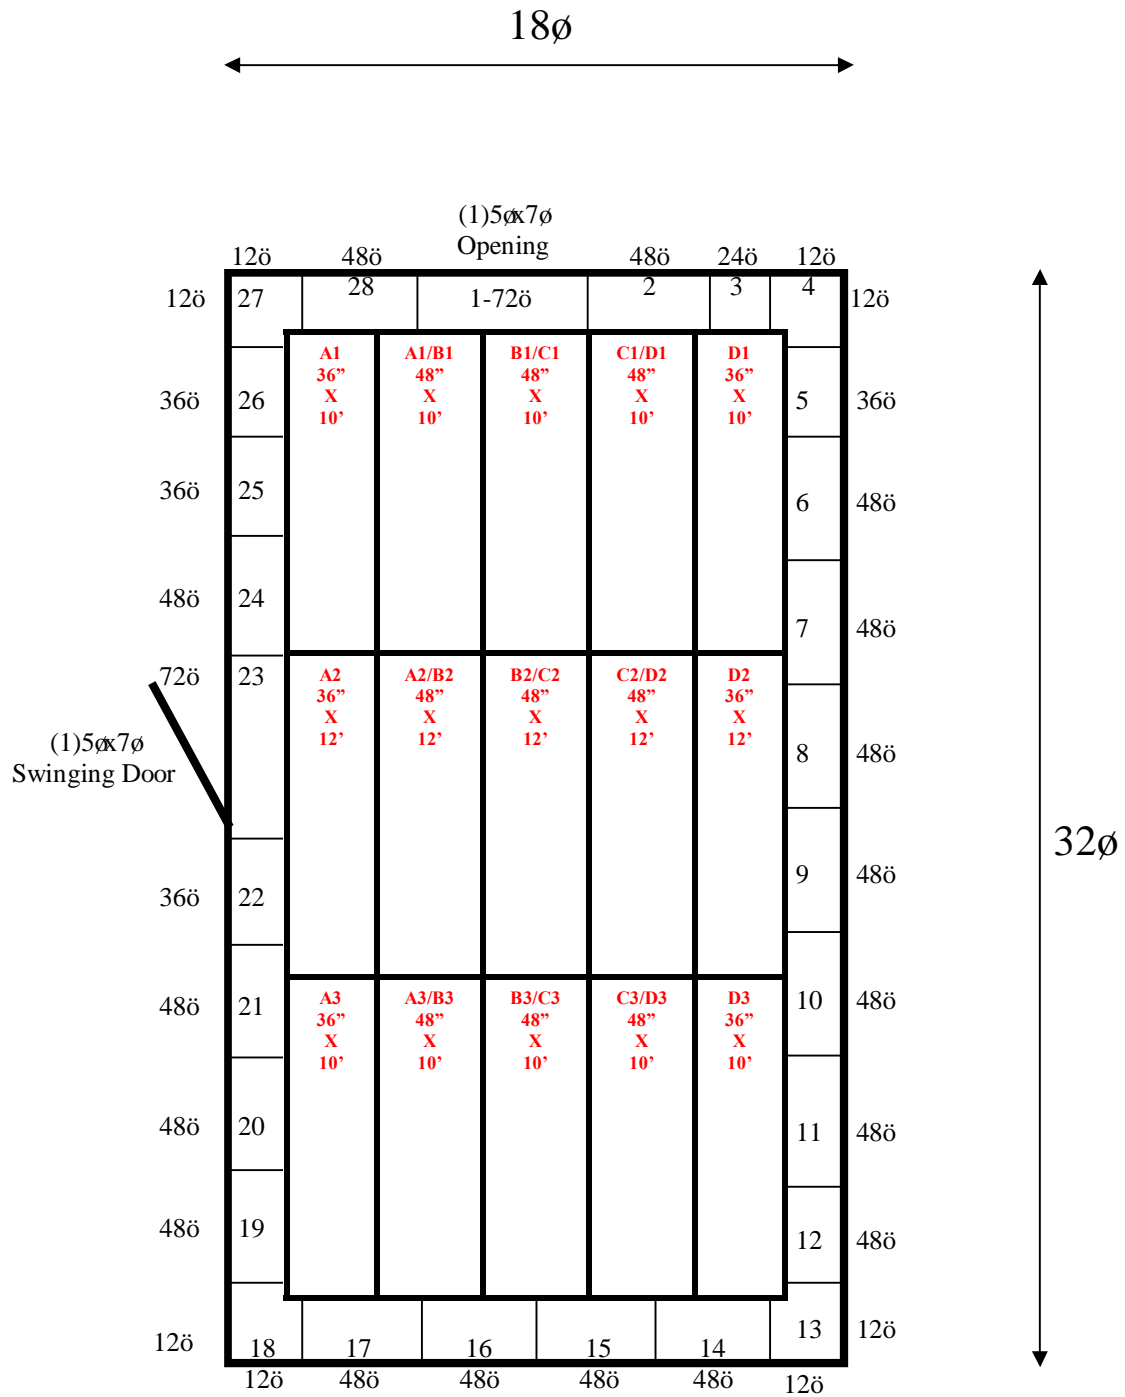 18ø
(1)5øx7ø
Opening
12ö 48ö 48ö 24ö 12ö
12ö 27 28 1-72ö 2 3 4 12ö
A1 A1/B1 B1/C1 C1/D1 D1
36” 48” 48” 48” 36”
X X X X X
10’ 10’ 10’ 10’ 10’
36ö 26 5 36ö
36ö 25 6 48ö
48ö 24 7 48ö
72ö 23
A2 A2/B2 B2/C2 C2/D2 D2
36” 48” 48” 48” 36”
X X X X X
12’ 12’ 12’ 12’ 12’
(1)5øx7ø
Swinging Door
8 48ö
32ø
36ö 22 9 48ö
48ö 21 10 48ö
A3 A3/B3 B3/C3 C3/D3 D3
36” 48” 48” 48” 36”
X X X X X
10’ 10’ 10’ 10’ 10’
48ö 20 11 48ö
48ö 19 12 48ö
12ö 18 17 16 15 14 13 12ö
12ö 48ö 48ö 48ö 48ö 12ö